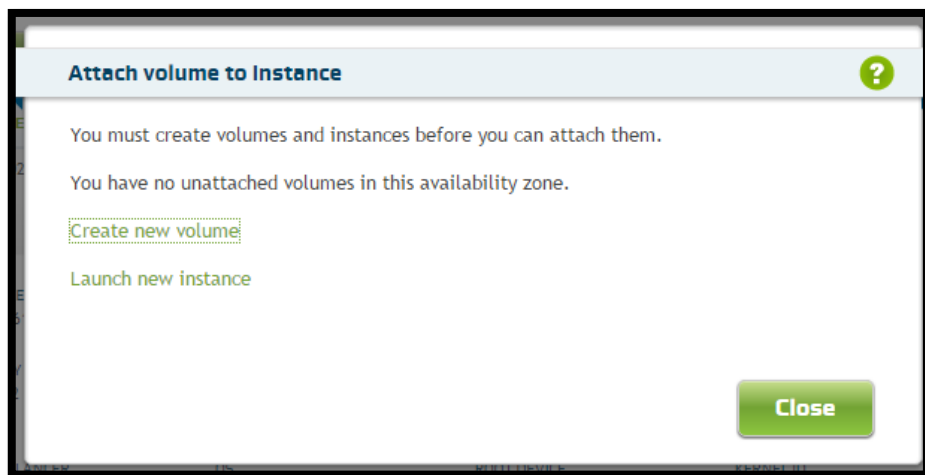 Attach volume to Instance
?
You must create volumes and instances before you can attach them.
You have no unattached volumes in this availability zone.
Create new volume
Launch new instance
Close